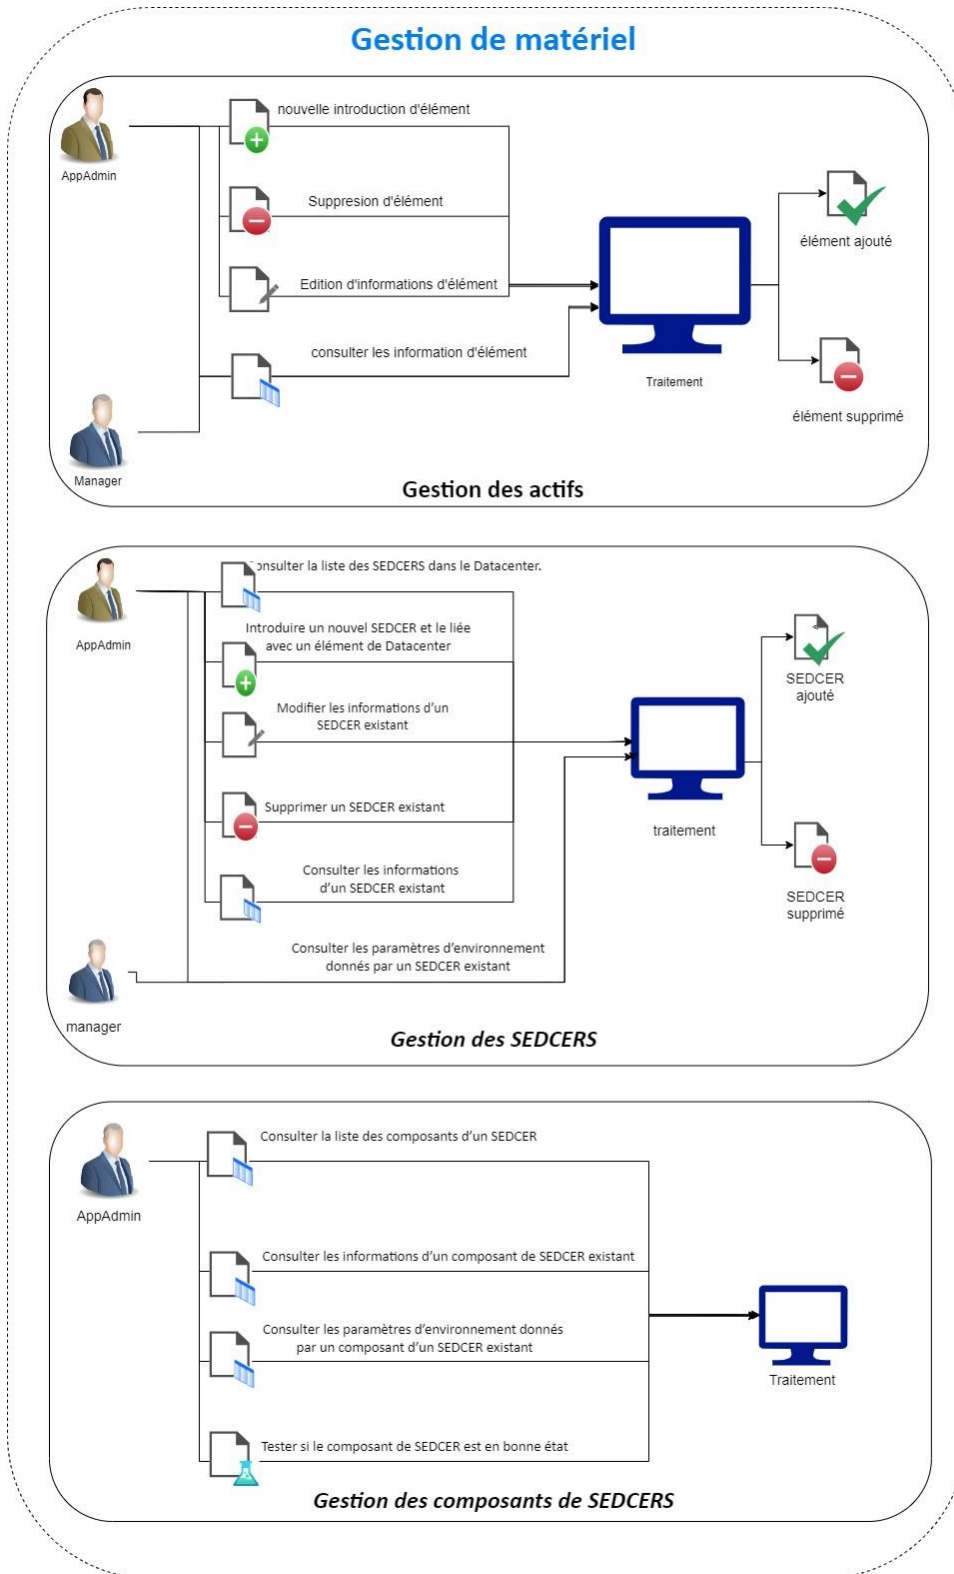 Gestion de matériel
nouvelle introduction d'élément
AppAdmin
Suppresion d'élément
élément ajouté
Edition d'informations d'élément
consulter les information d'élément
Traitement
élément supprimé
Manager
Gestion des actifs
onsulter la liste des SEDCERS dans le Datacenter.
AppAdmin
Introduire un nouvel SEDCER et le liée
avec un élément de Datacenter
SEDCER
ajouté
Modifier les informations d'un
SEDCER existant
Supprimer un SEDCER existant
traitement
Consulter les informations
d'un SEDCER existant
SEDCER
supprimé
Consulter les paramètres d'environnement
donnés par un SEDCER existant
manager
Gestion des SEDCERS
Consulter la liste des composants d'un SEDCER
AppAdmin
Consulter les informations d'un composant de SEDCER existant
Consulter les paramètres d'environnement donnés
par un composant d'un SEDCER existant
Traitement
Tester si le composant de SEDCER est en bonne état
Gestion des composants de SEDCERS